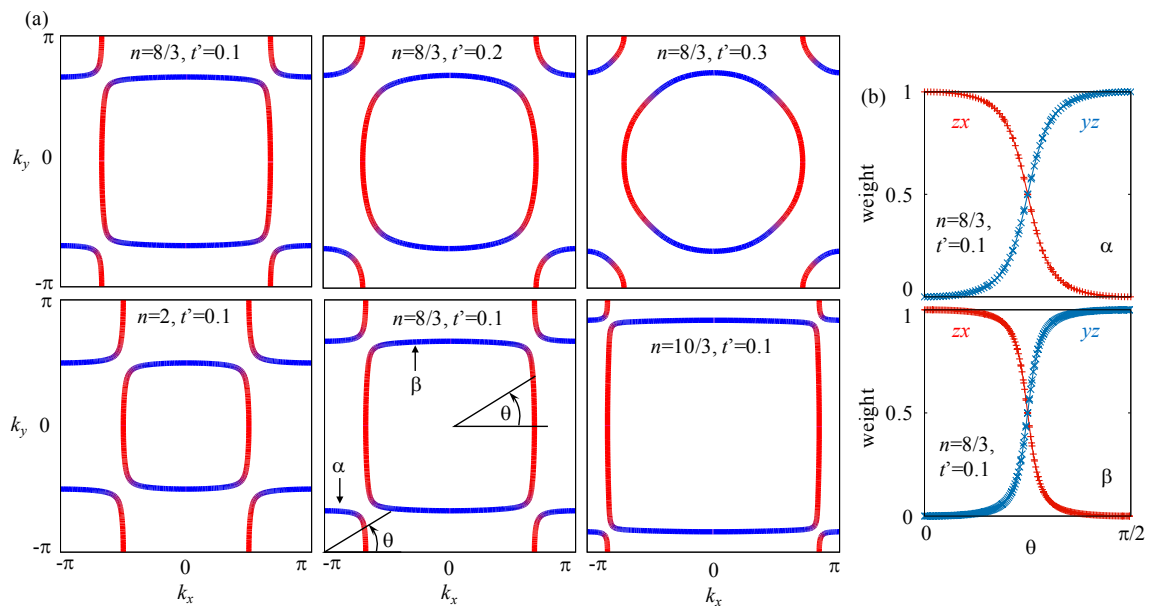 (a)
π
n=8/3, t'=0.1
n=8/3, t'=0.2
n=8/3, t'=0.3
k_y
0
-π
π
n=2, t'=0.1
n=8/3, t'=0.1
n=10/3, t'=0.1
β
θ
k_y
0
α
θ
-π
-π
0
π
-π
0
π
-π
0
π
k_x
k_x
k_x
(b)
1
zx
yz
weight
0.5
n=8/3,
t'=0.1
α
0
1
zx
yz
weight
0.5
n=8/3,
t'=0.1
β
0
0
θ
π/2